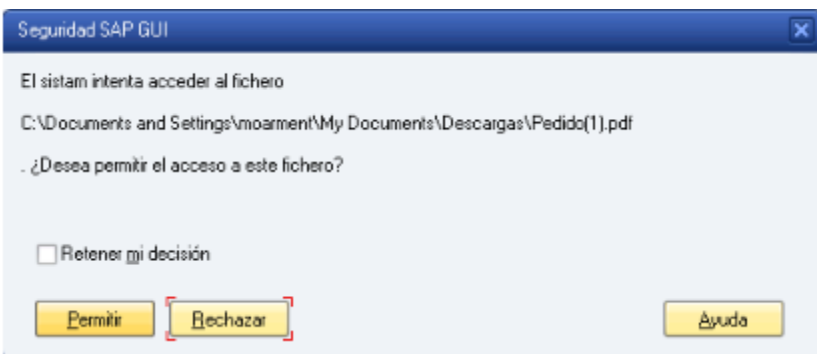 Seguridad SAP GUI
El sistam intenta acceder al fichero
C:\Documents and Settings\moarment\My Documents\Descargas\Pedido(1).pdf
. ¿Desea permitir el acceso a este fichero?
Retener mi decisión
Permitir Rechazar Ayuda